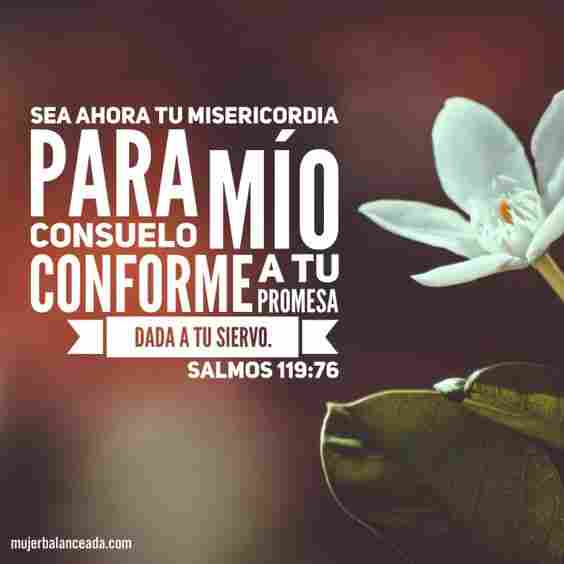 SEA AHORA TU MISERICORDIA
PARA MÍO
CONSUELO
CONFORME A TU
PROMESA
DADA A TU SIERVO.
SALMOS 119:76
mujerbalanceada.com